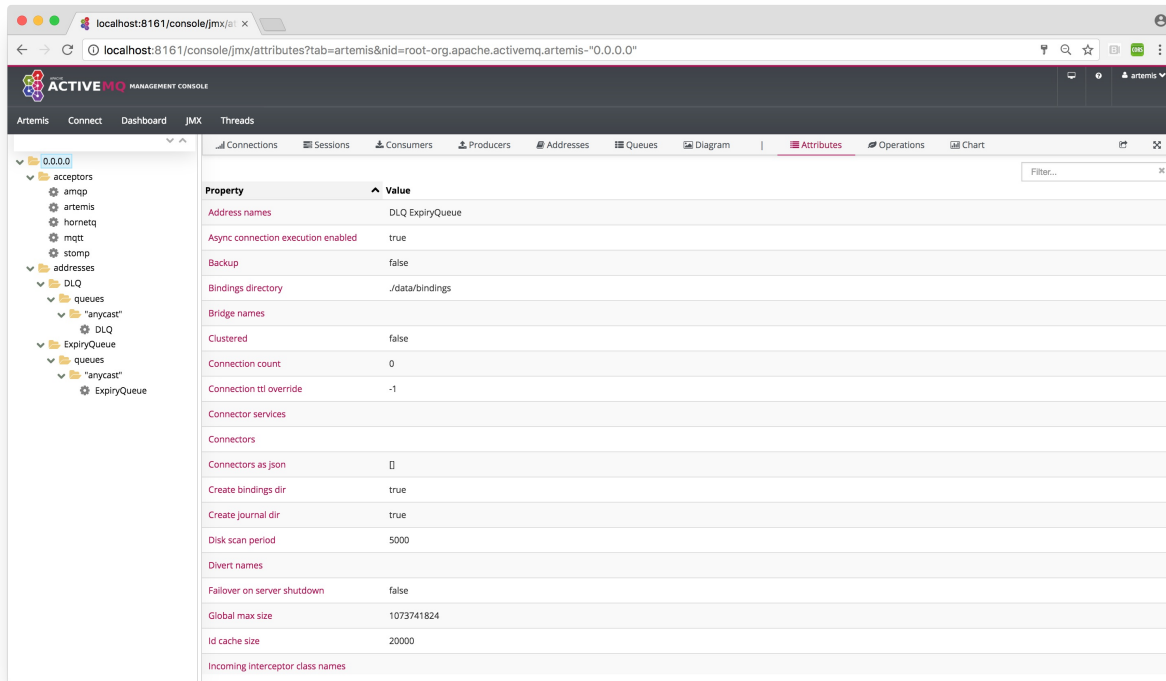 localhost:8161/console/jmx/at
localhost:8161/console/jmx/attributes?tab=artemis&nid=root-org.apache.activemq.artemis-"0.0.0.0"
CORS
APACHE
ACTIVEMQ MANAGEMENT CONSOLE
artemis
Artemis Connect Dashboard JMX Threads
Connections Sessions Consumers Producers Addresses Queues Diagram | Attributes Operations Chart
0.0.0.0
acceptors
amqp
artemis
hornetq
mqtt
stomp
addresses
DLQ
queues
"anycast"
DLQ
ExpiryQueue
queues
"anycast"
ExpiryQueue
Filter...
Property Value
Address names DLQ ExpiryQueue
Async connection execution enabled true
Backup false
Bindings directory ./data/bindings
Bridge names
Clustered false
Connection count 0
Connection ttl override -1
Connector services
Connectors
Connectors as json []
Create bindings dir true
Create journal dir true
Disk scan period 5000
Divert names
Failover on server shutdown false
Global max size 1073741824
Id cache size 20000
Incoming interceptor class names